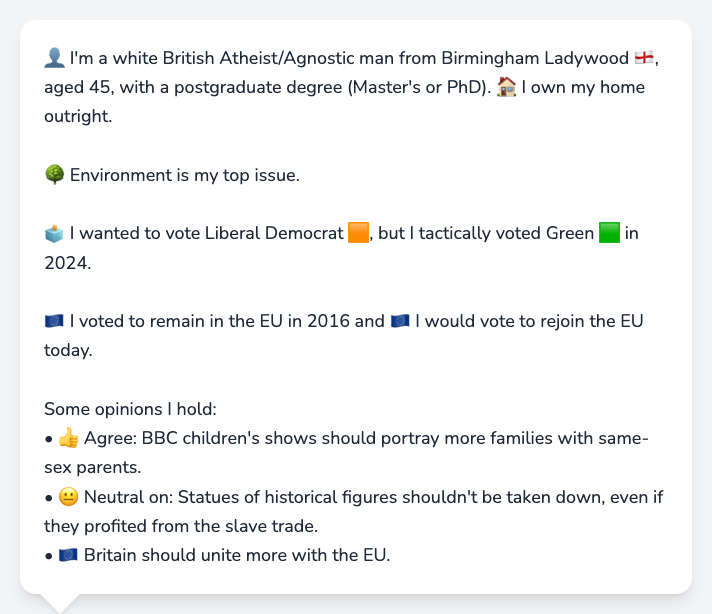 👤 I'm a white British Atheist/Agnostic man from Birmingham Ladywood 🏴󠁧󠁢󠁥󠁮󠁧󠁿,
aged 45, with a postgraduate degree (Master's or PhD). 🏠 I own my home
outright.
🌳 Environment is my top issue.
🗳️ I wanted to vote Liberal Democrat 🟧, but I tactically voted Green 🟩 in
2024.
🇪🇺 I voted to remain in the EU in 2016 and 🇪🇺 I would vote to rejoin the EU
today.
Some opinions I hold:
• 👍 Agree: BBC children's shows should portray more families with same-
sex parents.
• 😐 Neutral on: Statues of historical figures shouldn't be taken down, even if
they profited from the slave trade.
• 🇪🇺 Britain should unite more with the EU.